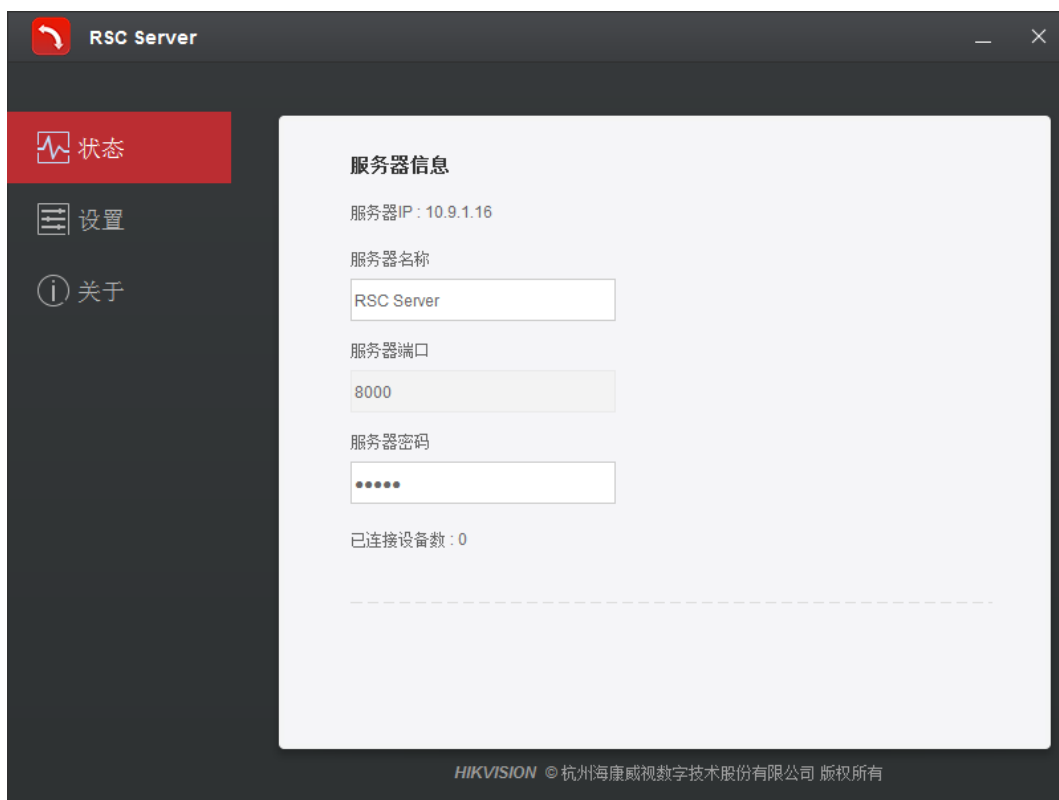 RSC Server
状态
设置
关于
服务器信息
服务器IP : 10.9.1.16
服务器名称
RSC Server
服务器端口
8000
服务器密码
•••••
已连接设备数 : 0
HIKVISION © 杭州海康威视数字技术股份有限公司 版权所有